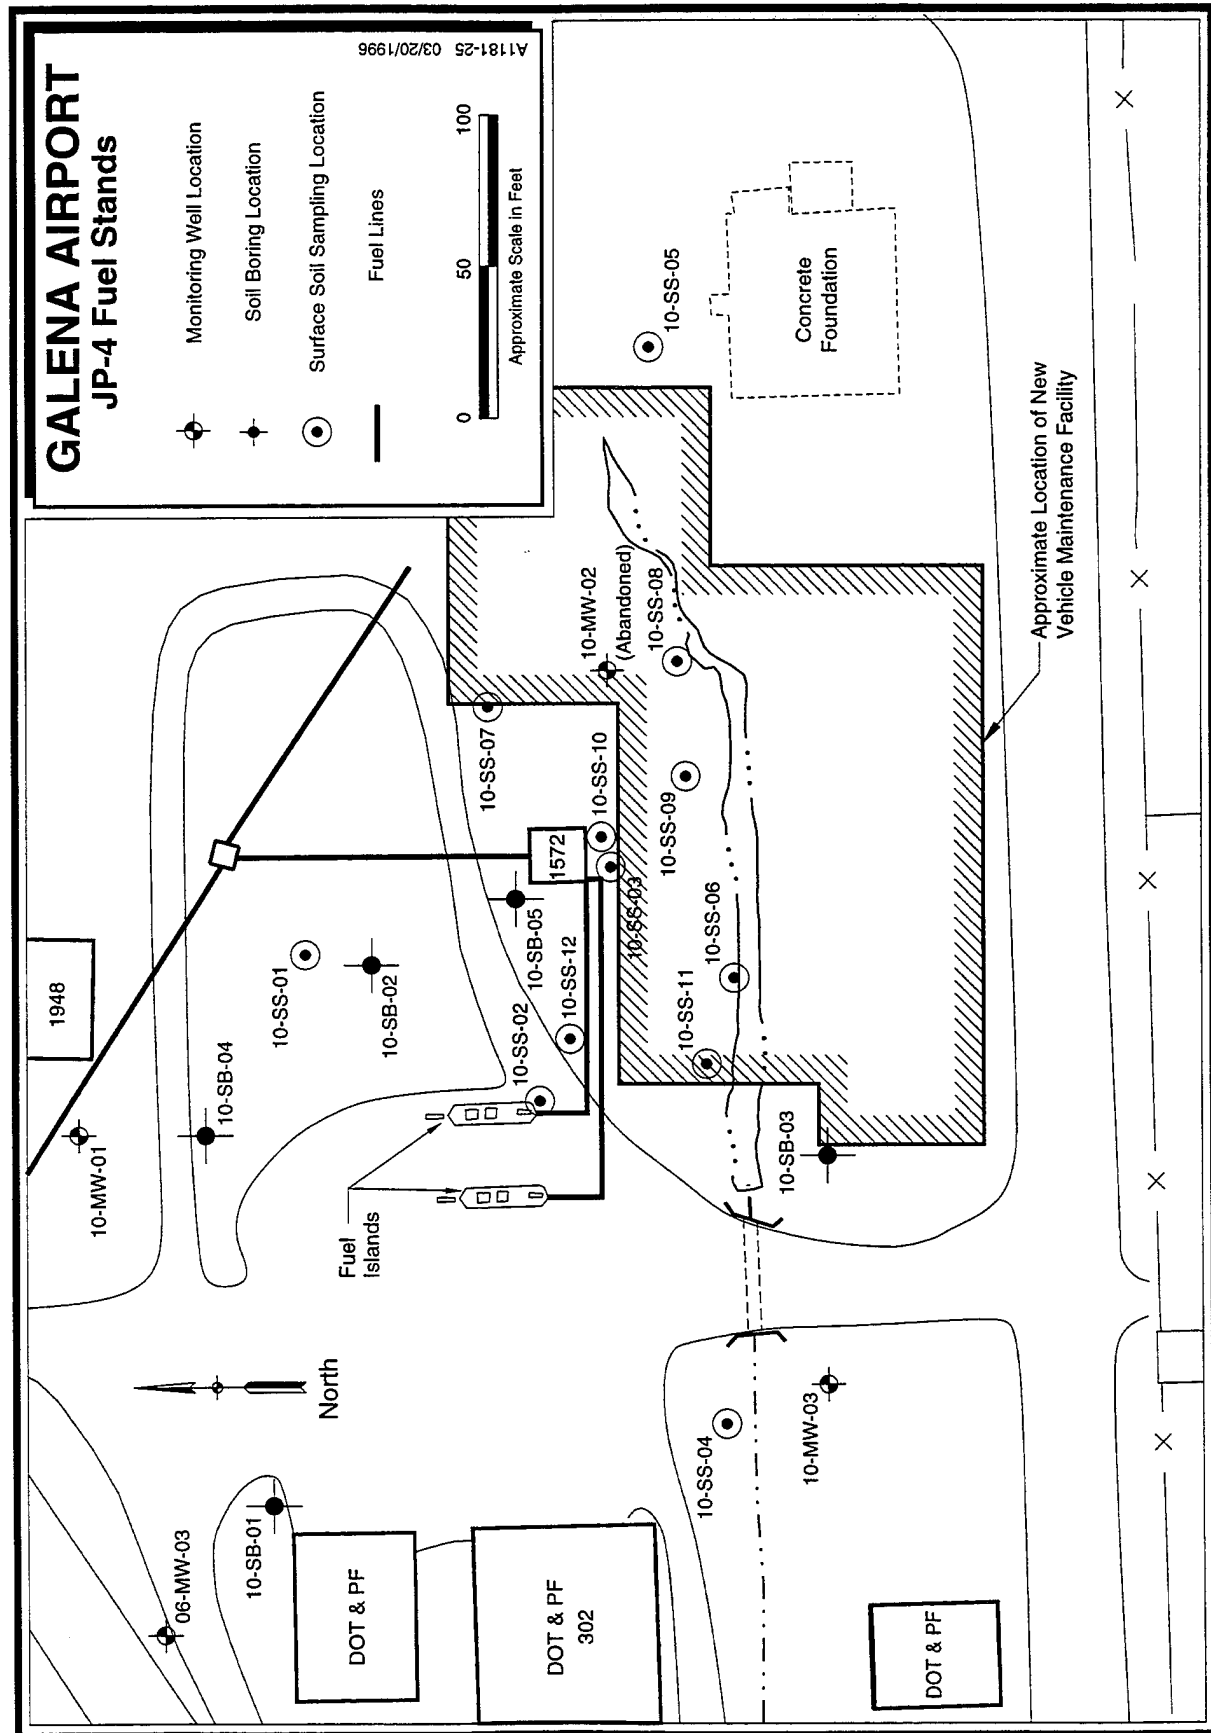 GALENA AIRPORT
JP-4 Fuel Stands
Monitoring Well Location
Soil Boring Location
Surface Soil Sampling Location
Fuel Lines
0 50 100
Approximate Scale in Feet
A1181-25 03/20/1996
06-MW-03
10-SB-01
DOT & PF
DOT & PF
302
DOT & PF
North
10-MW-01
10-SB-04
1948
10-SS-01
10-SB-02
Fuel
Islands
10-SS-02
10-SS-12
10-SB-05
1572
10-SS-07
10-SS-10
10-SS-03
10-MW-02
(Abandoned)
10-SS-08
10-SS-09
10-SS-06
10-SS-11
10-SB-03
10-SS-04
10-MW-03
10-SS-05
Concrete
Foundation
Approximate Location of New
Vehicle Maintenance Facility